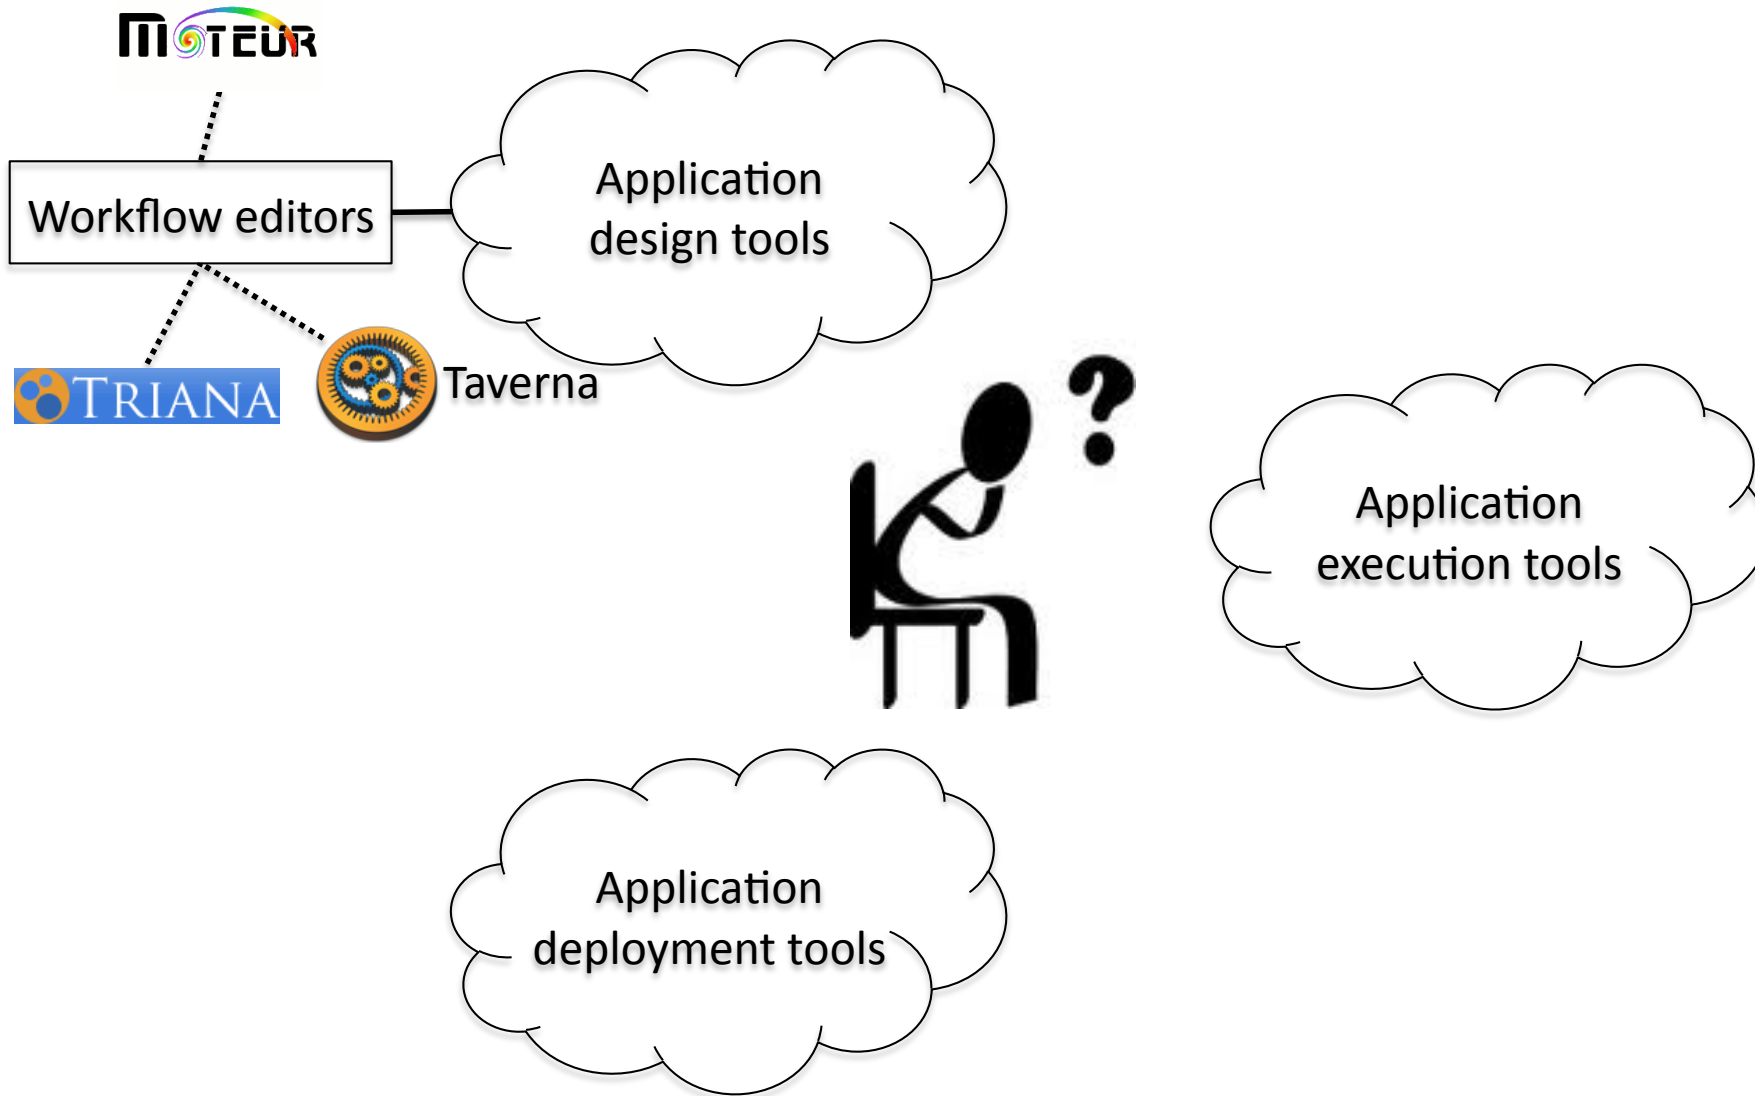 MOTEUR
Application
design tools
Workflow editors
TRIANA
Taverna
?
Application
execution tools
Application
deployment tools